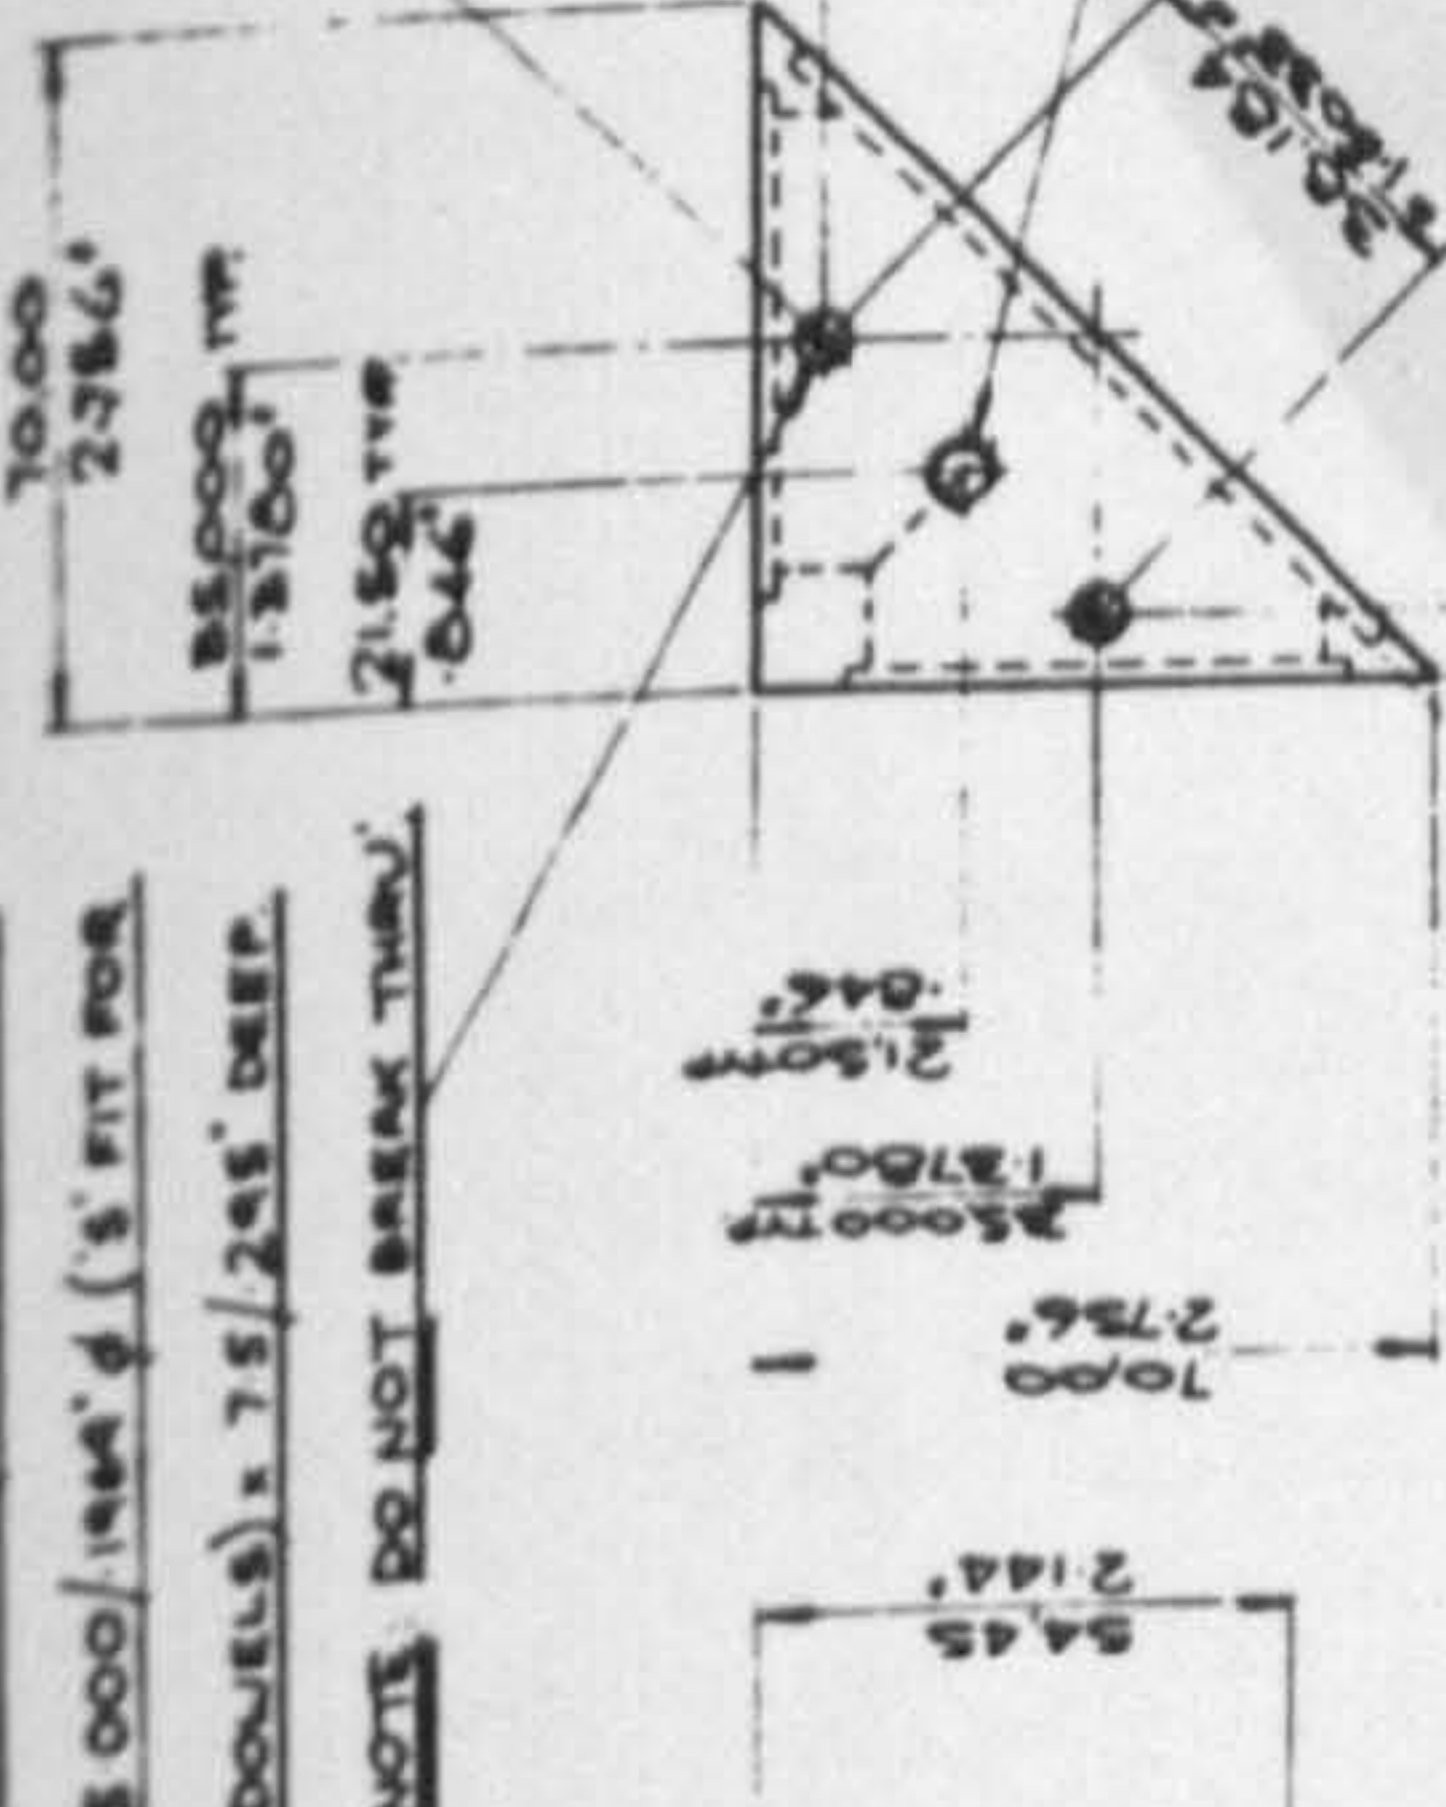 70.00
2.756"
35.000 TYP.
1.3780"
21.50 TYP
.846"
000/.1969" ø ('S' FIT FOR
DOWELS) x 7.5/.295" DEEP.
NOTE: DO NOT BREAK THRU'.
21.50 TYP
.846"
35.000 TYP.
1.3780"
70.00
2.756"
54.45
2.144"